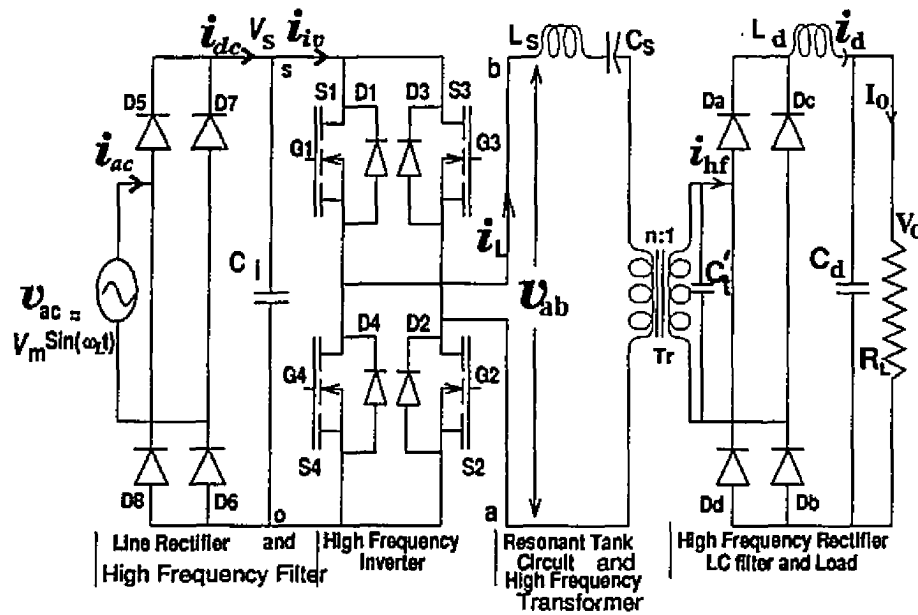 i_dc
V_s
i_iv
L_s
C_s
L_d
i_d
s
b
D5
D7
S1
D1
D3
S3
Da
Dc
I_0
i_ac
G1
G3
i_hf
i_L
n:1
V_0
C_i
v_ab
C_t'
C_d
v_ac =
V_m Sin(ω_L t)
D4
D2
Tr
R_L
G4
G2
S4
S2
D8
D6
o
a
Dd
Db
Line Rectifier and
High Frequency Filter
High Frequency
Inverter
Resonant Tank
Circuit and
High Frequency
Transformer
High Frequency Rectifier
LC filter and Load